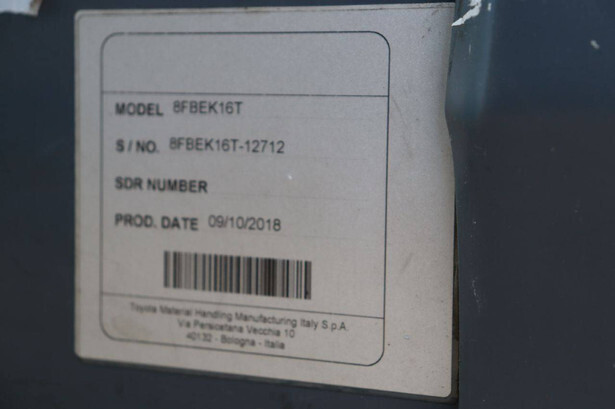 MODEL 8FBEK16T
S / NO. 8FBEK16T-12712
SDR NUMBER
PROD. DATE 09/10/2018
Toyota Material Handling Manufacturing Italy S.p.A.
Via Persicetana Vecchia 10
40132 - Bologna - Italia